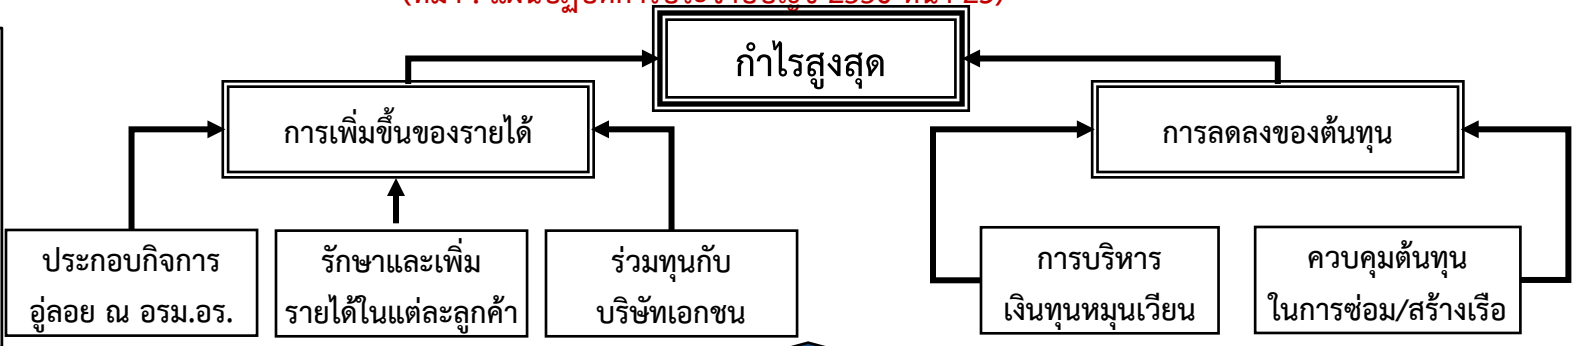 กำไรสูงสุด
การเพิ่มขึ้นของรายได้
การลดลงของต้นทุน
ประกอบกิจการ
อู่ลอย ณ อรม.อร.
รักษาและเพิ่ม
รายได้ในแต่ละลูกค้า
ร่วมทุนกับ
บริษัทเอกชน
การบริหาร
เงินทุนหมุนเวียน
ควบคุมต้นทุน
ในการซ่อม/สร้างเรือ